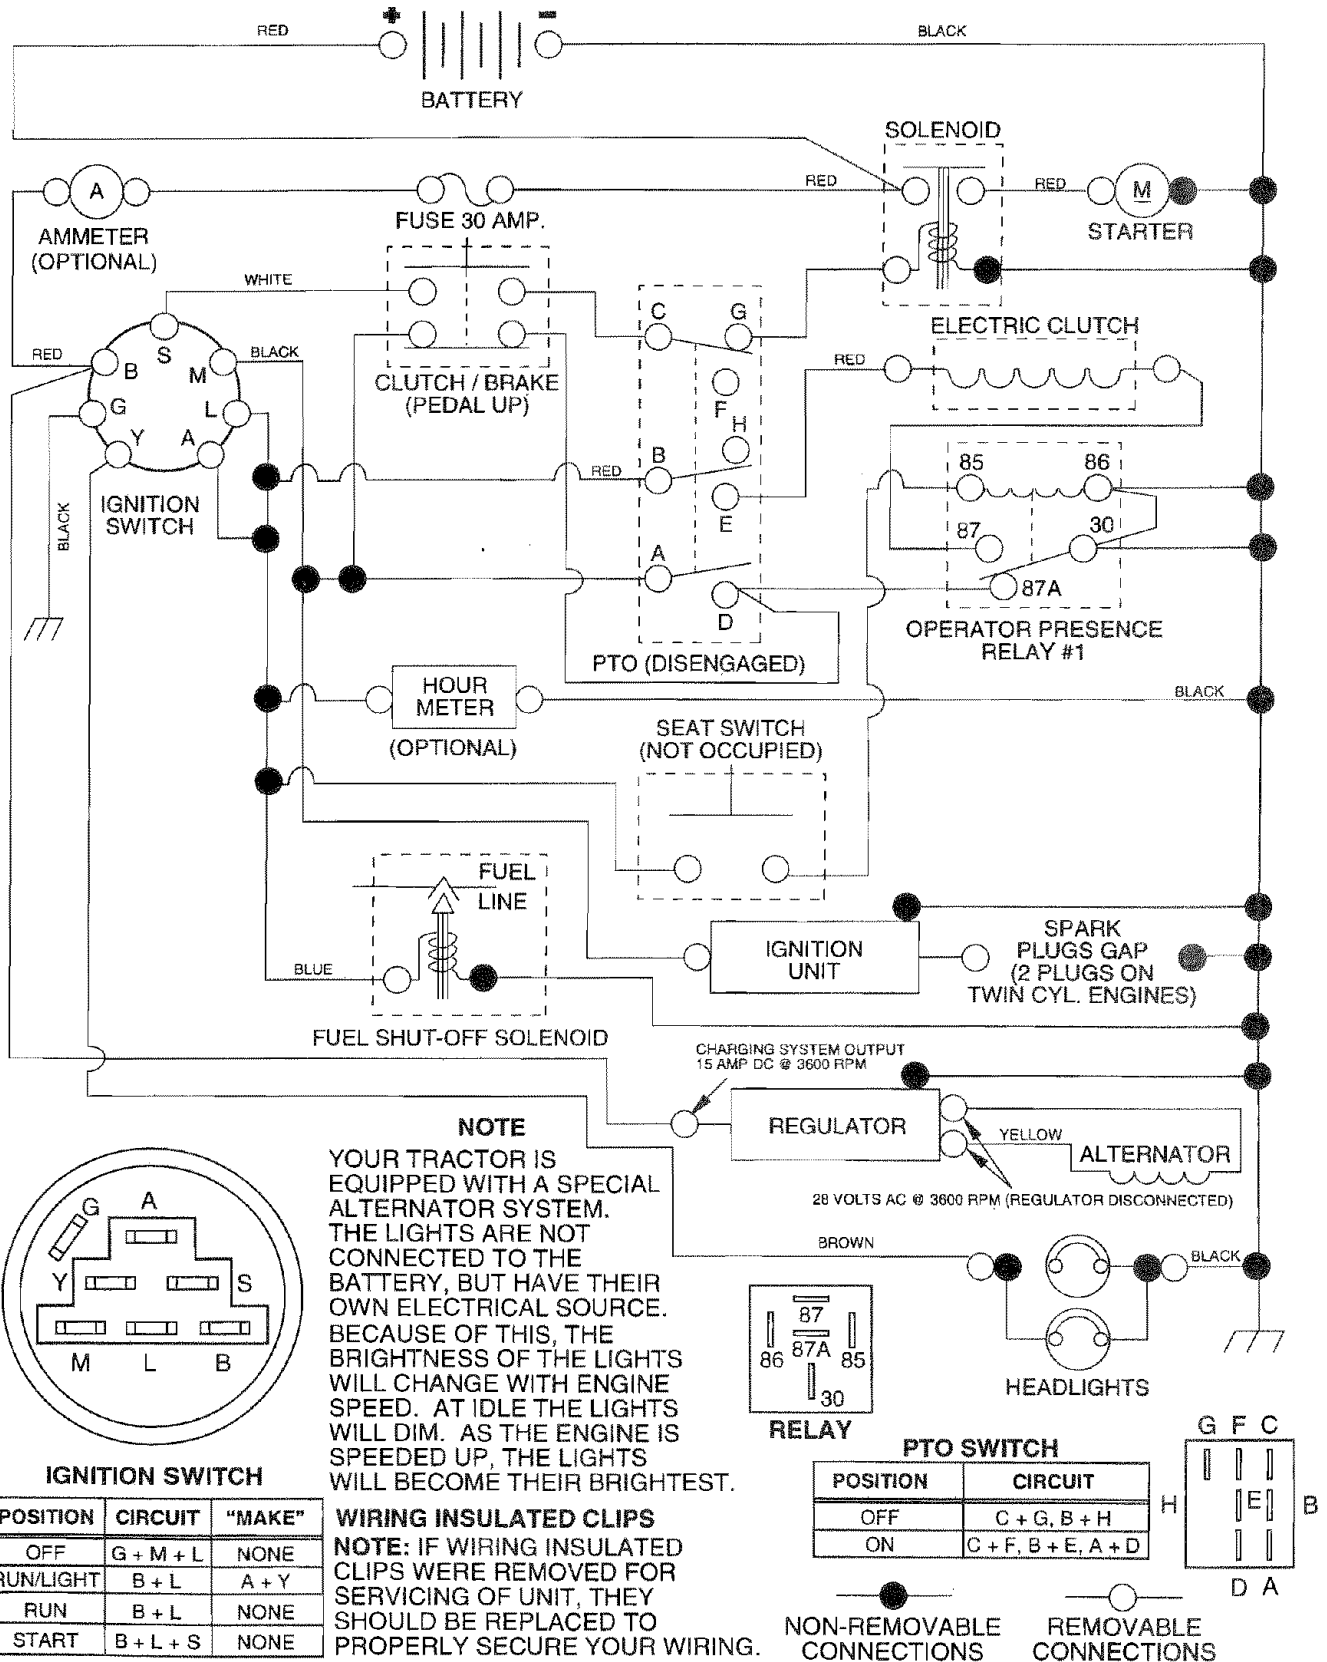 + -
RED
BLACK
BATTERY
SOLENOID
A
RED
RED
M
AMMETER
(OPTIONAL)
FUSE 30 AMP.
STARTER
WHITE
C G
ELECTRIC CLUTCH
RED
S
BLACK
B M
RED
CLUTCH / BRAKE
(PEDAL UP)
F
G L
H
Y A
B
85 86
RED
IGNITION
SWITCH
BLACK
E
87 30
A
87A
D
OPERATOR PRESENCE
RELAY #1
PTO (DISENGAGED)
HOUR
METER
BLACK
(OPTIONAL)
SEAT SWITCH
(NOT OCCUPIED)
FUEL
LINE
IGNITION
UNIT
SPARK
PLUGS GAP
(2 PLUGS ON
TWIN CYL. ENGINES)
BLUE
FUEL SHUT-OFF SOLENOID
CHARGING SYSTEM OUTPUT
15 AMP DC @ 3600 RPM
REGULATOR
YELLOW
ALTERNATOR
28 VOLTS AC @ 3600 RPM (REGULATOR DISCONNECTED)
BROWN
BLACK
HEADLIGHTS
NOTE
YOUR TRACTOR IS
EQUIPPED WITH A SPECIAL
ALTERNATOR SYSTEM.
THE LIGHTS ARE NOT
CONNECTED TO THE
BATTERY, BUT HAVE THEIR
OWN ELECTRICAL SOURCE.
BECAUSE OF THIS, THE
BRIGHTNESS OF THE LIGHTS
WILL CHANGE WITH ENGINE
SPEED. AT IDLE THE LIGHTS
WILL DIM. AS THE ENGINE IS
SPEEDED UP, THE LIGHTS
WILL BECOME THEIR BRIGHTEST.
G A
Y S
M L B
IGNITION SWITCH
POSITION CIRCUIT "MAKE"
OFF G + M + L NONE
RUN/LIGHT B + L A + Y
RUN B + L NONE
START B + L + S NONE
WIRING INSULATED CLIPS
NOTE: IF WIRING INSULATED
CLIPS WERE REMOVED FOR
SERVICING OF UNIT, THEY
SHOULD BE REPLACED TO
PROPERLY SECURE YOUR WIRING.
87
86 87A 85
30
RELAY
PTO SWITCH
POSITION CIRCUIT
OFF C + G, B + H
ON C + F, B + E, A + D
G F C
H E B
D A
NON-REMOVABLE
CONNECTIONS
REMOVABLE
CONNECTIONS